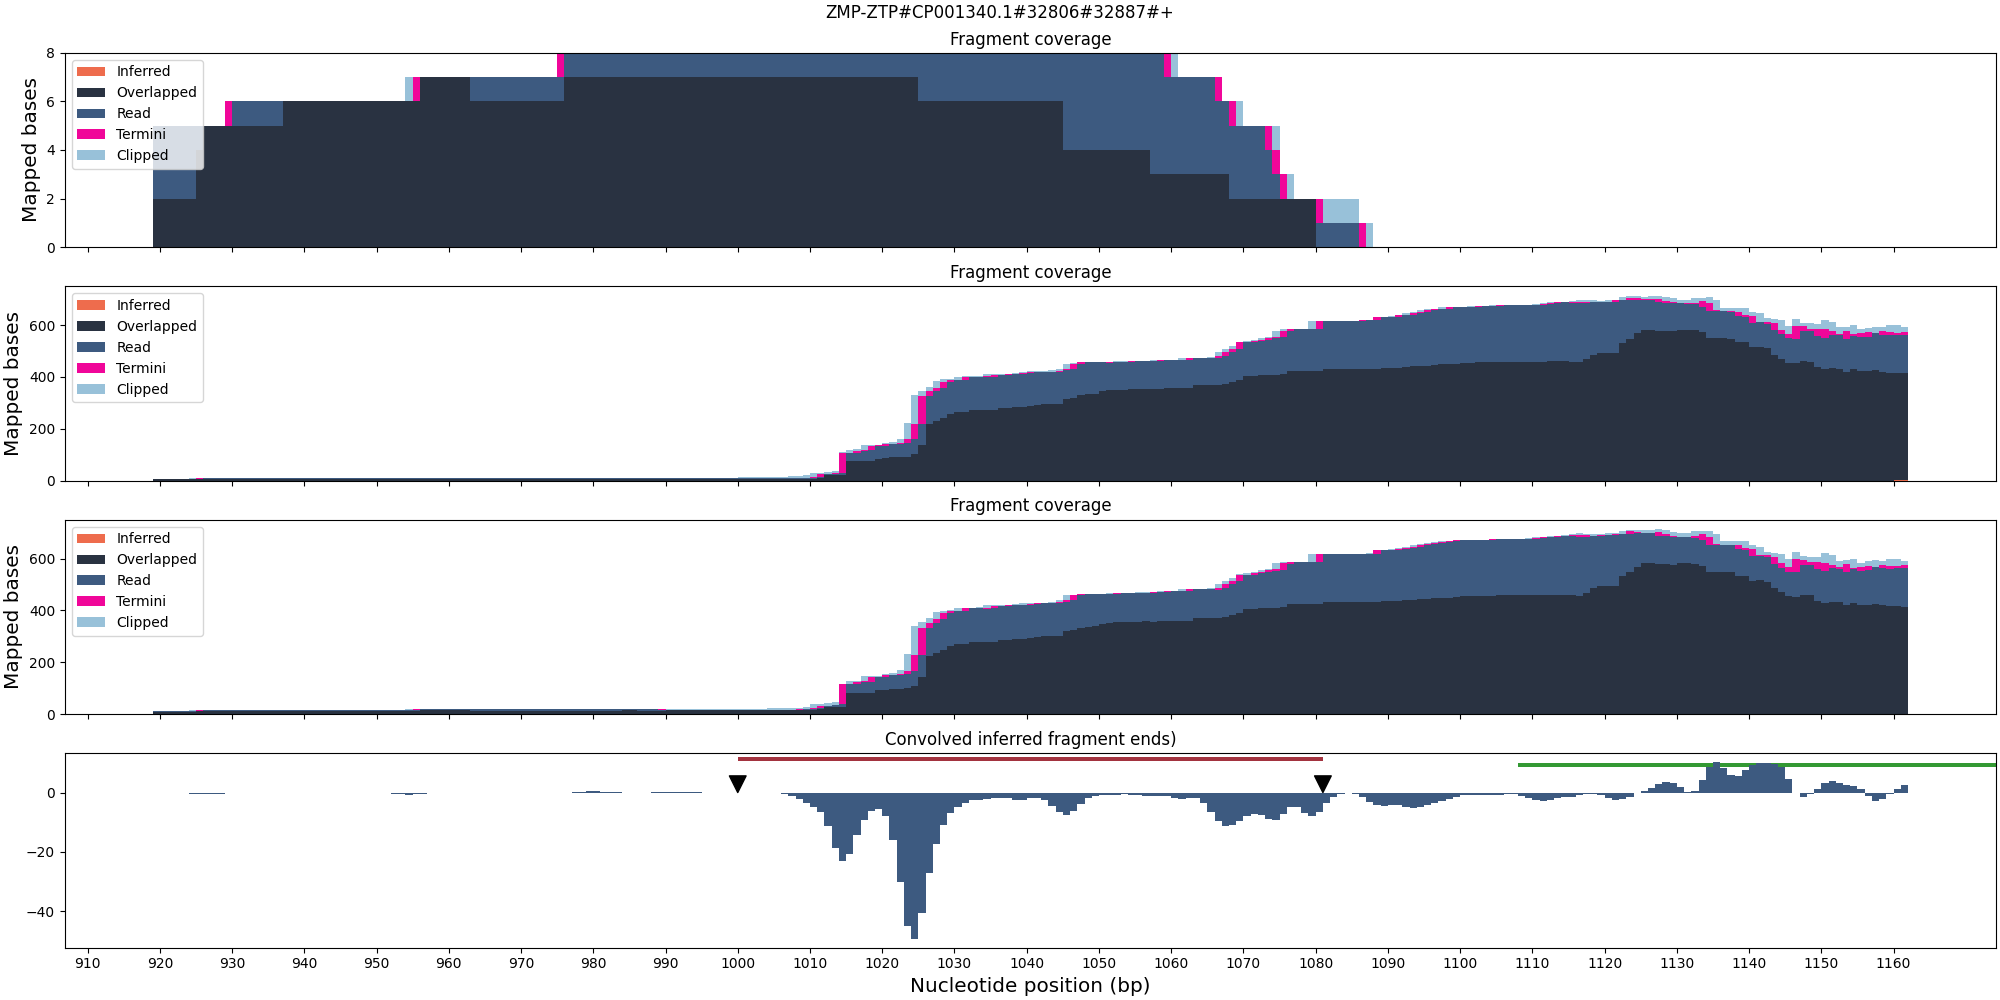 ZMP-ZTP#CP001340.1#32806#32887#+
Fragment coverage
Mapped bases
8
6
4
2
0
Inferred
Overlapped
Read
Termini
Clipped
Fragment coverage
Mapped bases
600
400
200
0
Inferred
Overlapped
Read
Termini
Clipped
Fragment coverage
Mapped bases
600
400
200
0
Inferred
Overlapped
Read
Termini
Clipped
Convolved inferred fragment ends)
0
−20
−40
910 920 930 940 950 960 970 980 990 1000 1010 1020 1030 1040 1050 1060 1070 1080 1090 1100 1110 1120 1130 1140 1150 1160
Nucleotide position (bp)